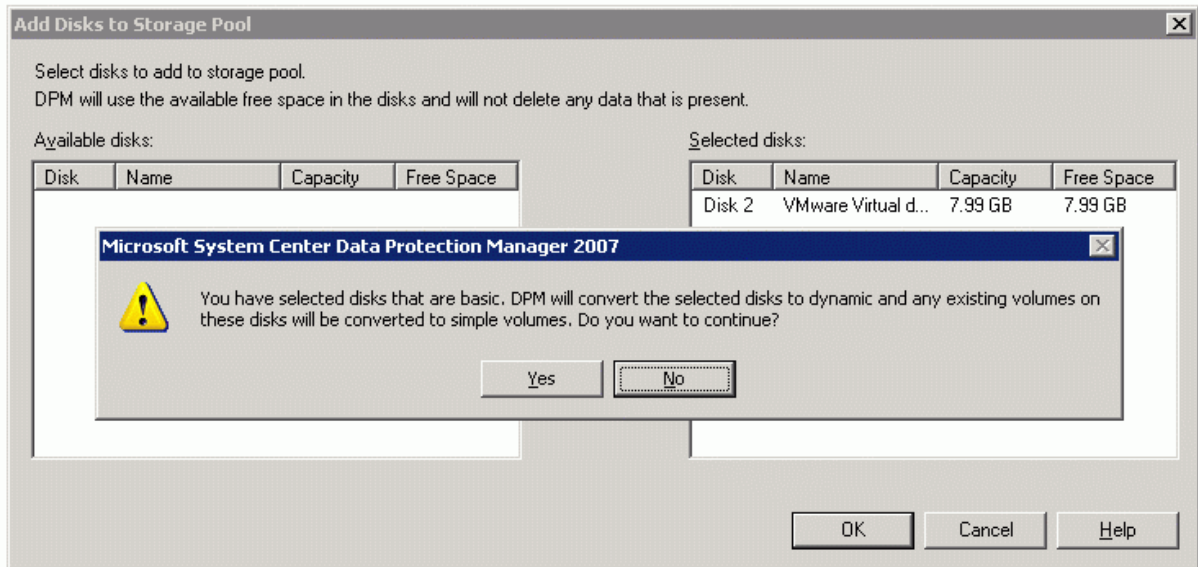 Add Disks to Storage Pool
Select disks to add to storage pool.
DPM will use the available free space in the disks and will not delete any data that is present.
Available disks:
Selected disks:
Disk Name Capacity Free Space
Disk Name Capacity Free Space
Disk 2 VMware Virtual d... 7.99 GB 7.99 GB
Microsoft System Center Data Protection Manager 2007
You have selected disks that are basic. DPM will convert the selected disks to dynamic and any existing volumes on
these disks will be converted to simple volumes. Do you want to continue?
Yes No
OK Cancel Help